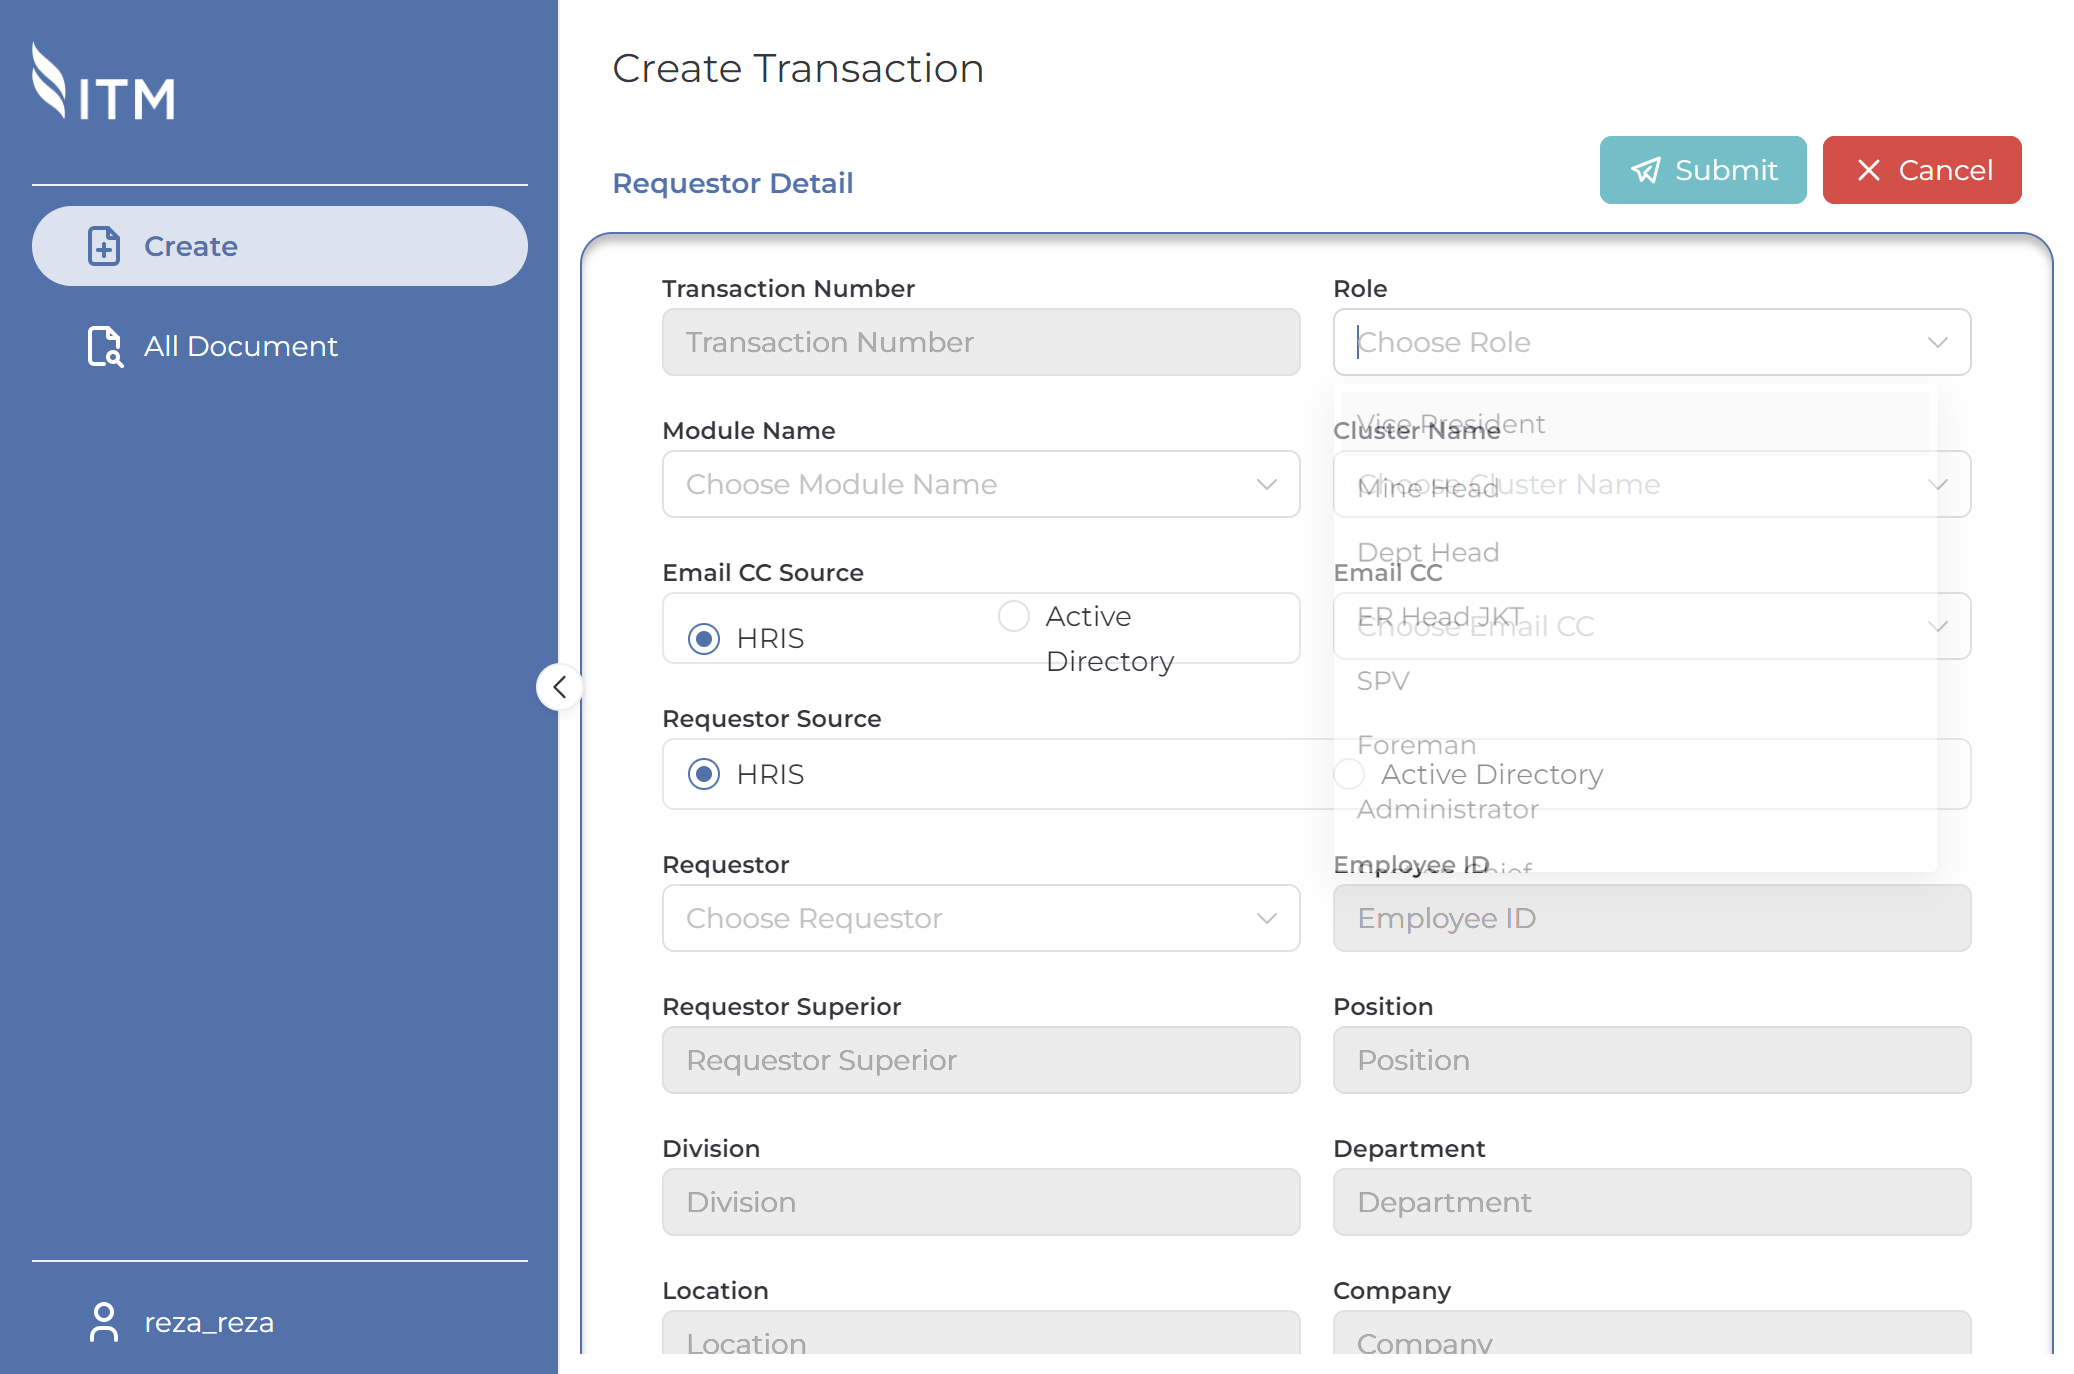 ITM
Create
All Document
reza_reza
Create Transaction
Requestor Detail
Submit
Cancel
Transaction Number
Transaction Number
Role
Choose Role
Vice President
Mine Head
Dept Head
ER Head JKT
SPV
Foreman
Administrator
Chief
Module Name
Choose Module Name
Cluster Name
Choose Cluster Name
Email CC Source
HRIS
Active
Directory
Email CC
Choose Email CC
Requestor Source
HRIS
Active Directory
Requestor
Choose Requestor
Employee ID
Employee ID
Requestor Superior
Requestor Superior
Position
Position
Division
Division
Department
Department
Location
Location
Company
Company